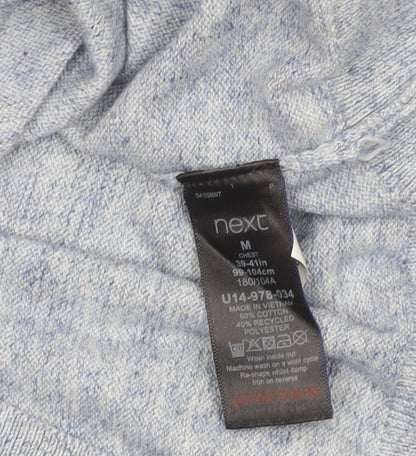 5459697
next
M
CHEST
39-41in
99-104cm
180/104A
U14-978-034
MADE IN VIETNAM
60% COTTON
40% RECYCLED
POLYESTER
Wash inside out
Machine wash on a wool cycle
Re-shape whilst damp
Iron on reverse